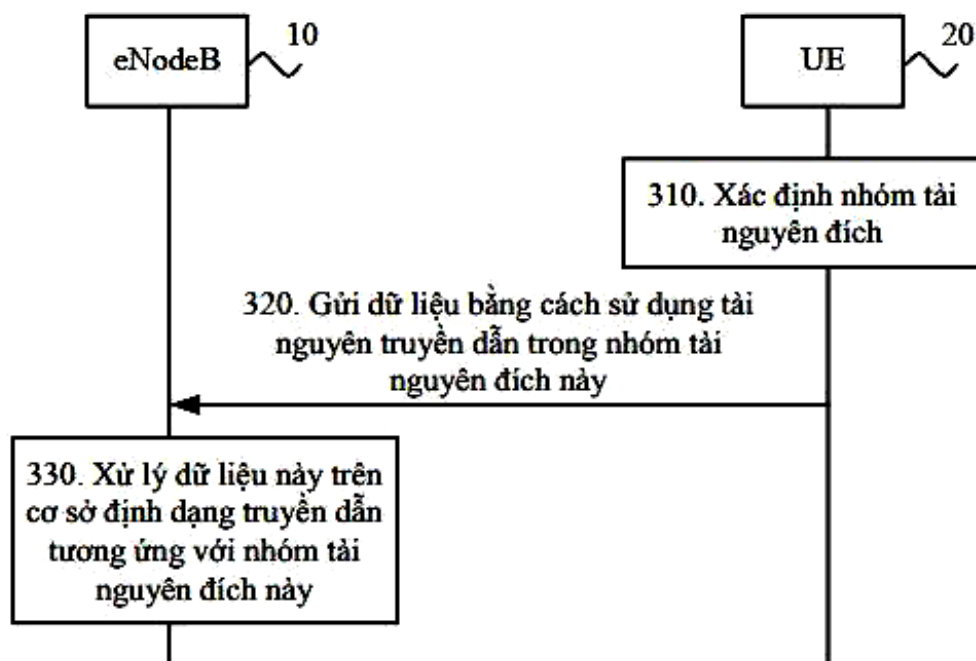 10
eNodeB
20
UE
310. Xác định nhóm tài
nguyên đích
320. Gửi dữ liệu bằng cách sử dụng tài
nguyên truyền dẫn trong nhóm tài
nguyên đích này
330. Xử lý dữ liệu này trên
cơ sở định dạng truyền dẫn
tương ứng với nhóm tài
nguyên đích này